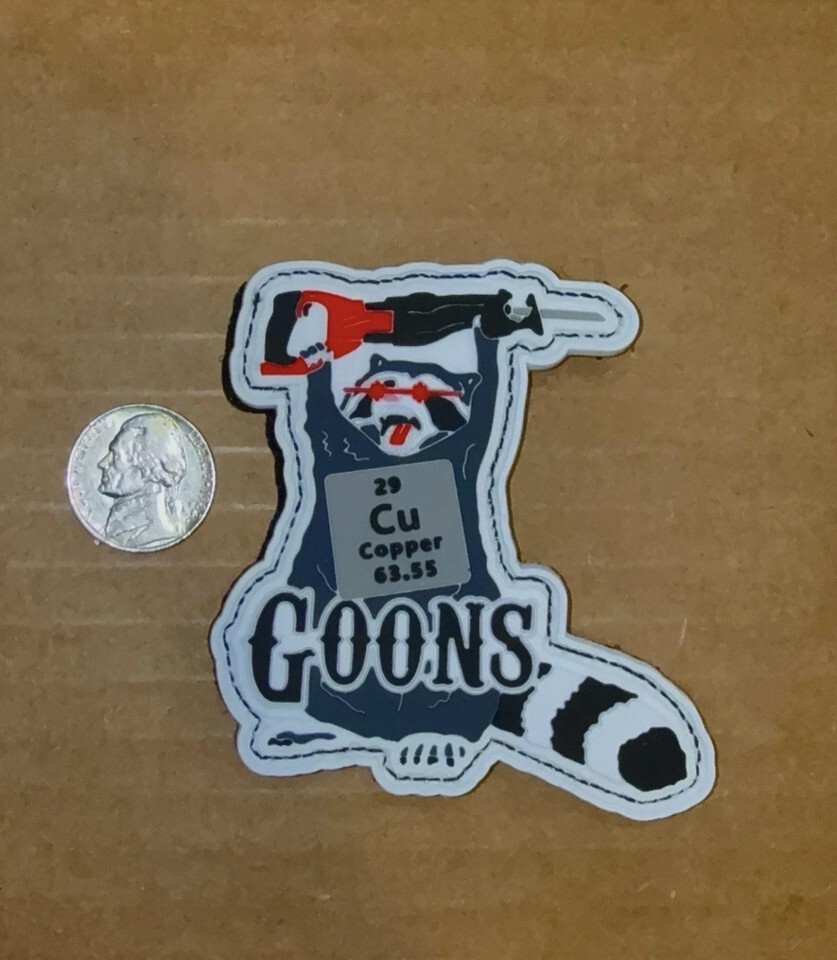 29
Cu
Copper
63.55
GOONS